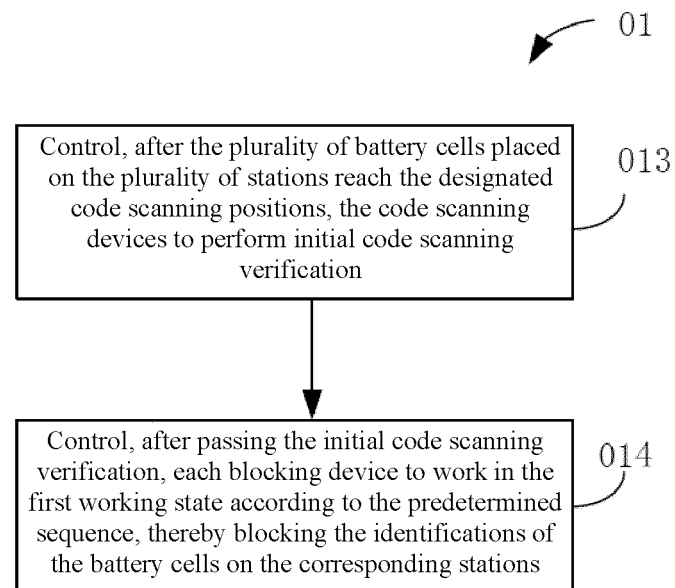 01
Control, after the plurality of battery cells placed
on the plurality of stations reach the designated
code scanning positions, the code scanning
devices to perform initial code scanning
verification
013
Control, after passing the initial code scanning
verification, each blocking device to work in the
first working state according to the predetermined
sequence, thereby blocking the identifications of
the battery cells on the corresponding stations
014